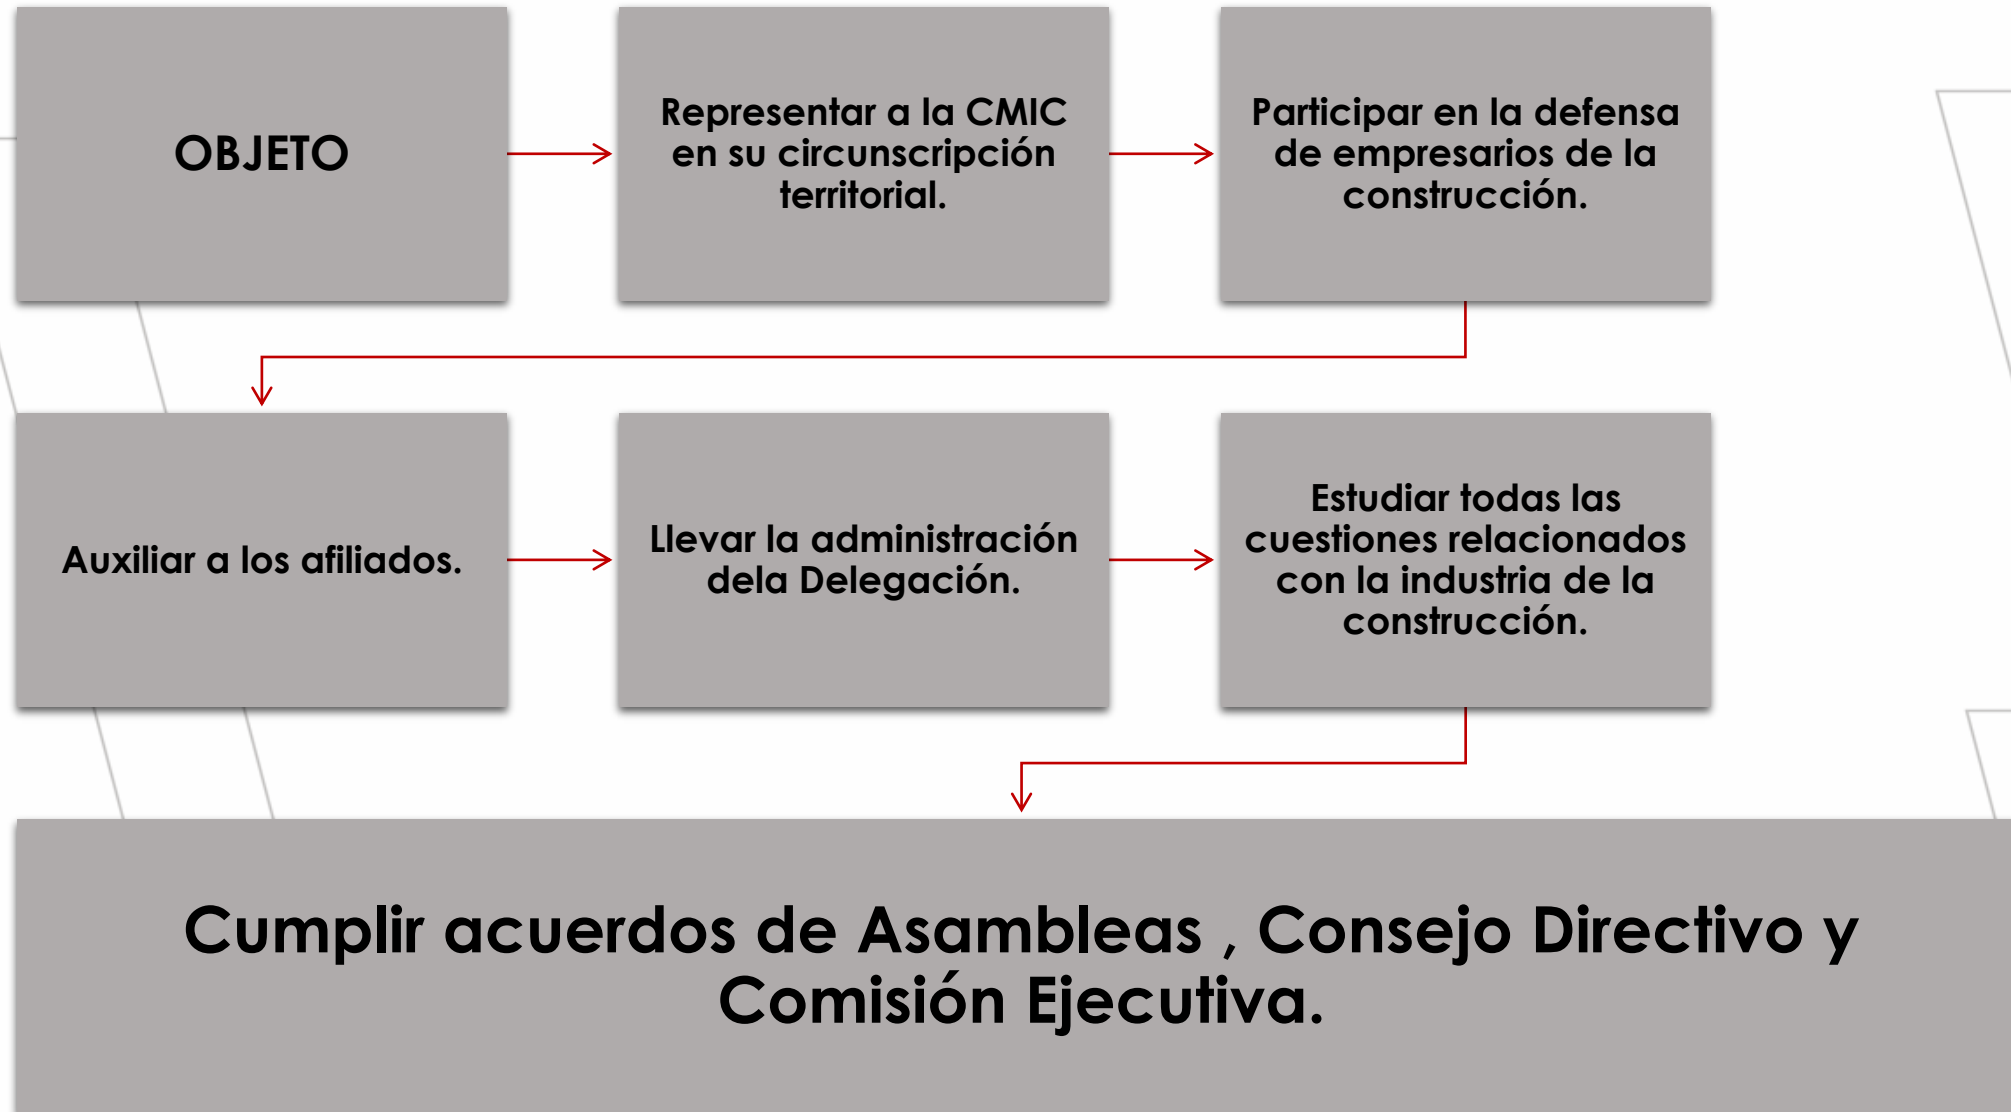 OBJETO
Representar a la CMIC
en su circunscripción
territorial.
Participar en la defensa
de empresarios de la
construcción.
Auxiliar a los afiliados.
Llevar la administración
dela Delegación.
Estudiar todas las
cuestiones relacionados
con la industria de la
construcción.
Cumplir acuerdos de Asambleas , Consejo Directivo y
Comisión Ejecutiva.